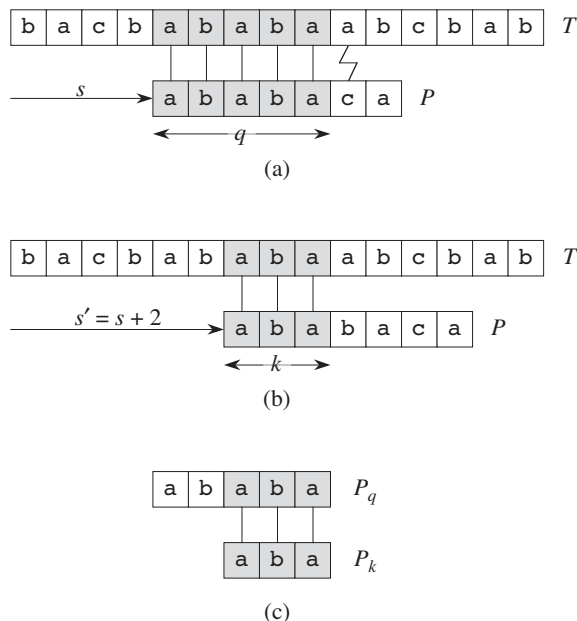 b a c b a b a b a a b c b a b T
s a b a b a c a P
q
(a)
b a c b a b a b a a b c b a b T
s′ = s + 2 a b a b a c a P
k
(b)
a b a b a P_q
a b a P_k
(c)